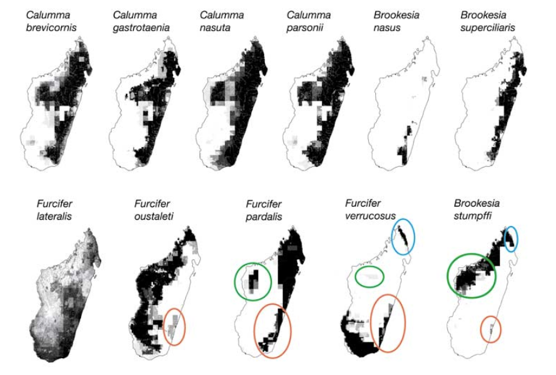 Calumma
brevicornis
Calumma
gastrotaenia
Calumma
nasuta
Calumma
parsonii
Brookesia
nasus
Brookesia
superciliaris
Furcifer
lateralis
Furcifer
oustaleti
Furcifer
pardalis
Furcifer
verrucosus
Brookesia
stumpffi